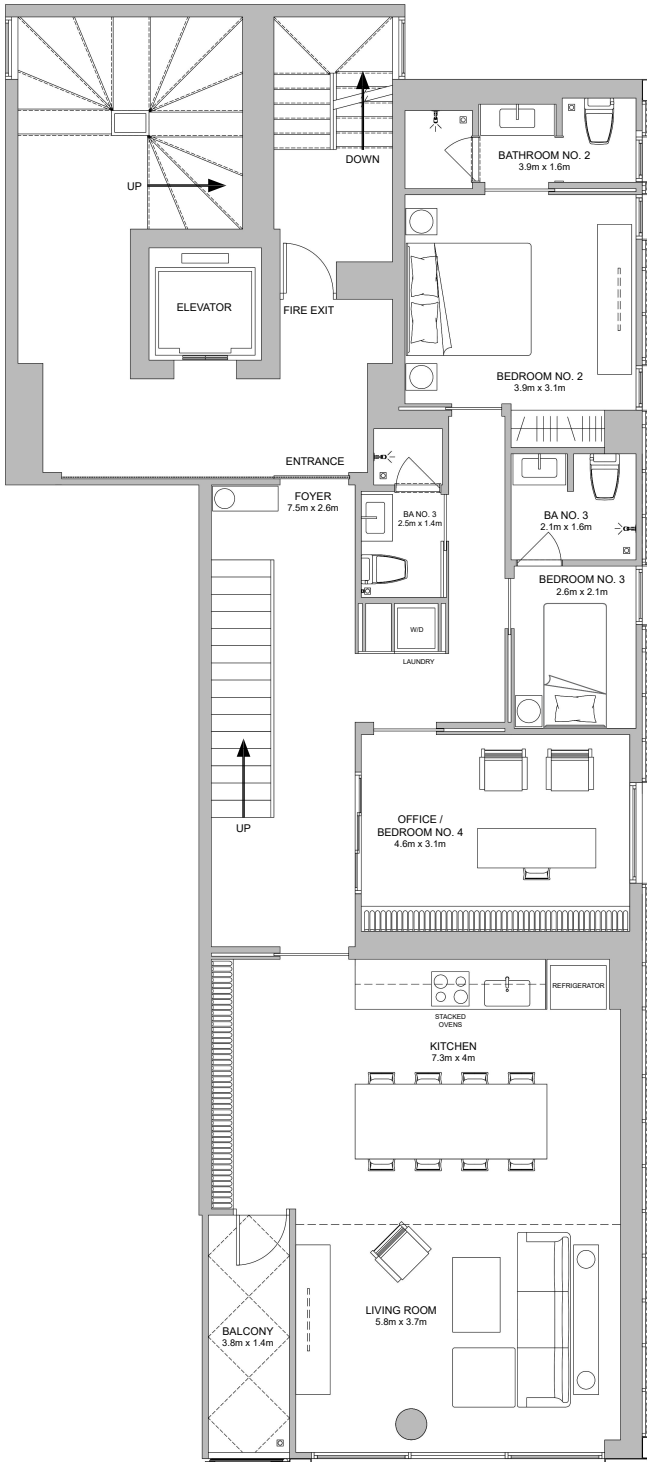 DOWN
UP
BATHROOM NO. 2
3.9m x 1.6m
ELEVATOR
FIRE EXIT
BEDROOM NO. 2
3.9m x 3.1m
ENTRANCE
FOYER
7.5m x 2.6m
BA NO. 3
2.5m x 1.4m
BA NO. 3
2.1m x 1.6m
BEDROOM NO. 3
2.6m x 2.1m
W/D
LAUNDRY
UP
OFFICE /
BEDROOM NO. 4
4.6m x 3.1m
REFRIGERATOR
STACKED
OVENS
KITCHEN
7.3m x 4m
LIVING ROOM
5.8m x 3.7m
BALCONY
3.8m x 1.4m